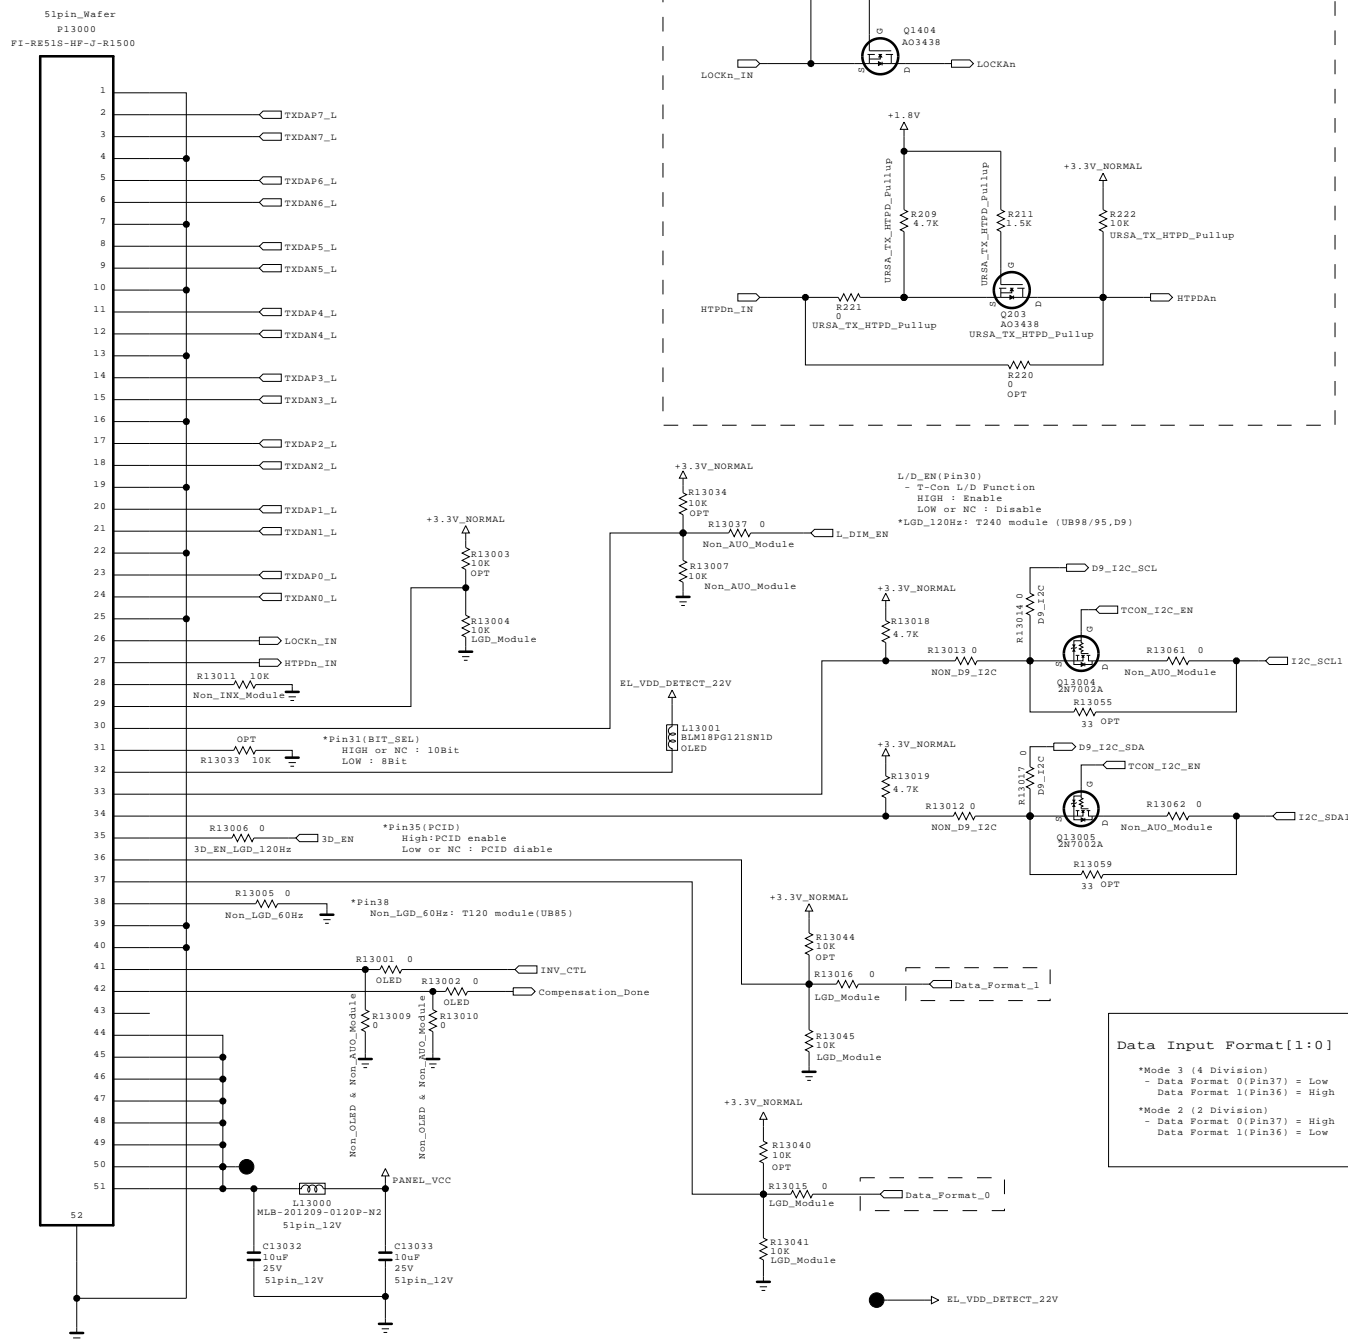 51pin_Wafer
P13000
FI-RE51S-HF-J-R1500
1
2
TXDAP7_L
3
TXDAN7_L
4
5
TXDAP6_L
6
TXDAN6_L
7
8
TXDAP5_L
9
TXDAN5_L
10
11
TXDAP4_L
12
TXDAN4_L
13
14
TXDAP3_L
15
TXDAN3_L
16
17
TXDAP2_L
18
TXDAN2_L
19
20
TXDAP1_L
21
TXDAN1_L
22
23
TXDAP0_L
24
TXDAN0_L
25
26
LOCKn_IN
27
HTPDn_IN
28
R13011 10K
Non_INX_Module
29
30
31
OPT
R13033 10K
*Pin31(BIT_SEL)
HIGH or NC : 10Bit
LOW : 8Bit
32
33
34
35
R13006 0
3D_EN_LGD_120Hz
3D_EN
*Pin35(PCID)
High:PCID enable
Low or NC : PCID diable
36
37
38
R13005 0
Non_LGD_60Hz
*Pin38
Non_LGD_60Hz: T120 module(UB85)
39
40
41
R13001 0
OLED
INV_CTL
42
R13002 0
OLED
Compensation_Done
43
R13009
0
Non_OLED & Non_AUO_Module
R13010
0
Non_OLED & Non_AUO_Module
44
45
46
47
48
49
50
51
52
PANEL_VCC
L13000
MLB-201209-0120P-N2
51pin_12V
C13032
10uF
25V
51pin_12V
C13033
10uF
25V
51pin_12V
Q1404
AO3438
G
S
D
LOCKn_IN
LOCKAn
+1.8V
+3.3V_NORMAL
URSA_TX_HTPD_Pullup
R209
4.7K
URSA_TX_HTPD_Pullup
R211
1.5K
R222
10K
URSA_TX_HTPD_Pullup
G
S
D
HTPDn_IN
HTPDAn
R221
0
URSA_TX_HTPD_Pullup
Q203
AO3438
URSA_TX_HTPD_Pullup
R220
0
OPT
+3.3V_NORMAL
R13003
10K
OPT
R13004
10K
LGD_Module
+3.3V_NORMAL
R13034
10K
OPT
R13037 0
Non_AUO_Module
L_DIM_EN
R13007
10K
Non_AUO_Module
L/D_EN(Pin30)
- T-Con L/D Function
HIGH : Enable
LOW or NC : Disable
*LGD_120Hz: T240 module (UB98/95,D9)
EL_VDD_DETECT_22V
L13001
BLM18PG121SN1D
OLED
+3.3V_NORMAL
R13018
4.7K
R13013 0
NON_D9_I2C
D9_I2C_SCL
R13014 0
D9_I2C
TCON_I2C_EN
G
S
D
Q13004
2N7002A
R13061 0
Non_AUO_Module
I2C_SCL1
R13055
33 OPT
+3.3V_NORMAL
R13019
4.7K
R13012 0
NON_D9_I2C
D9_I2C_SDA
R13017 0
D9_I2C
TCON_I2C_EN
G
S
D
Q13005
2N7002A
R13062 0
Non_AUO_Module
I2C_SDA1
R13059
33 OPT
+3.3V_NORMAL
R13044
10K
OPT
R13016 0
LGD_Module
Data_Format_1
R13045
10K
LGD_Module
+3.3V_NORMAL
R13040
10K
OPT
R13015 0
LGD_Module
Data_Format_0
R13041
10K
LGD_Module
Data Input Format[1:0]
*Mode 3 (4 Division)
- Data Format 0(Pin37) = Low
Data Format 1(Pin36) = High
*Mode 2 (2 Division)
- Data Format 0(Pin37) = High
Data Format 1(Pin36) = Low
EL_VDD_DETECT_22V